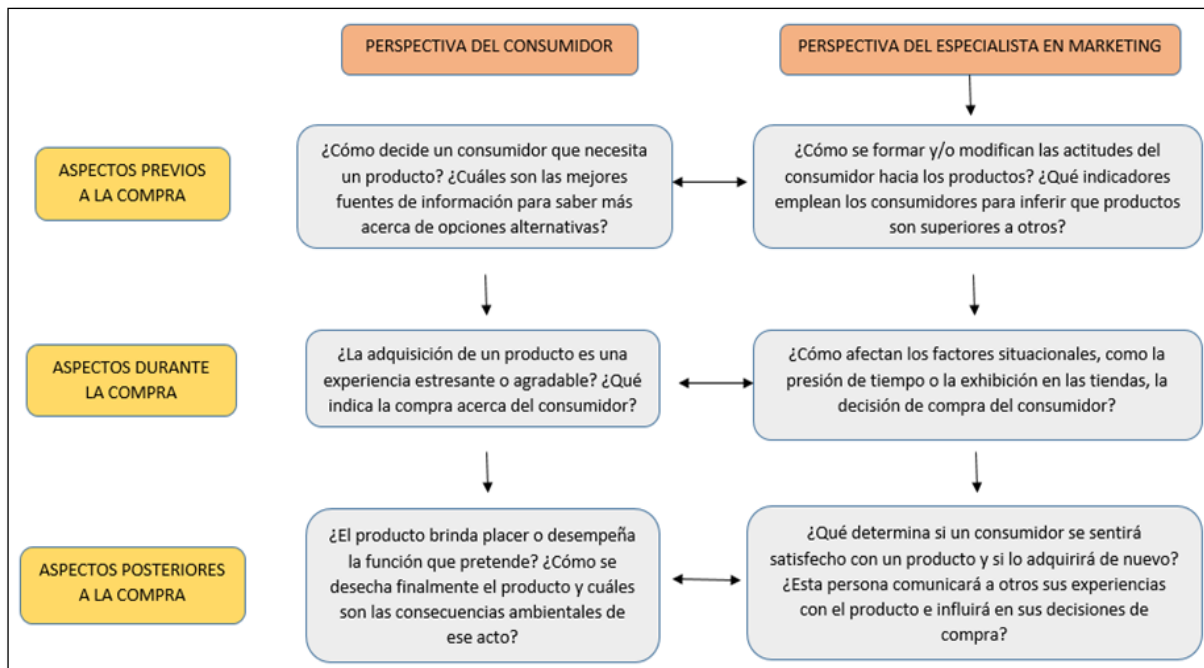 PERSPECTIVA DEL CONSUMIDOR
PERSPECTIVA DEL ESPECIALISTA EN MARKETING
ASPECTOS PREVIOS
A LA COMPRA
¿Cómo decide un consumidor que necesita
un producto? ¿Cuáles son las mejores
fuentes de información para saber más
acerca de opciones alternativas?
¿Cómo se formar y/o modifican las actitudes del
consumidor hacia los productos? ¿Qué indicadores
emplean los consumidores para inferir que productos
son superiores a otros?
ASPECTOS DURANTE
LA COMPRA
¿La adquisición de un producto es una
experiencia estresante o agradable? ¿Qué
indica la compra acerca del consumidor?
¿Cómo afectan los factores situacionales, como la
presión de tiempo o la exhibición en las tiendas, la
decisión de compra del consumidor?
ASPECTOS POSTERIORES
A LA COMPRA
¿El producto brinda placer o desempeña
la función que pretende? ¿Cómo se
desecha finalmente el producto y cuáles
son las consecuencias ambientales de
ese acto?
¿Qué determina si un consumidor se sentirá
satisfecho con un producto y si lo adquirirá de nuevo?
¿Esta persona comunicará a otros sus experiencias
con el producto e influirá en sus decisiones de
compra?